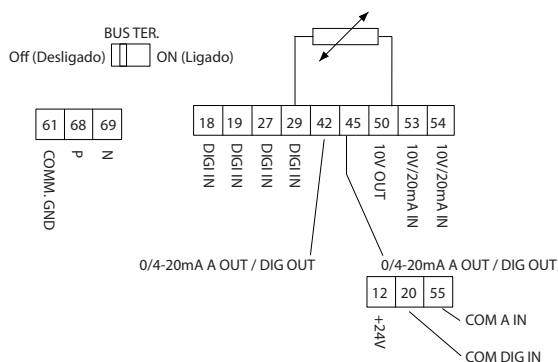 BUS TER.
Off (Desligado) ON (Ligado)
61 68 69
COMM. GND
P
N
18 19 27 29 42 45 50 53 54
DIGI IN
DIGI IN
DIGI IN
DIGI IN
10V OUT
10V/20mA IN
10V/20mA IN
0/4-20mA A OUT / DIG OUT
0/4-20mA A OUT / DIG OUT
12 20 55
+24V
COM A IN
COM DIG IN